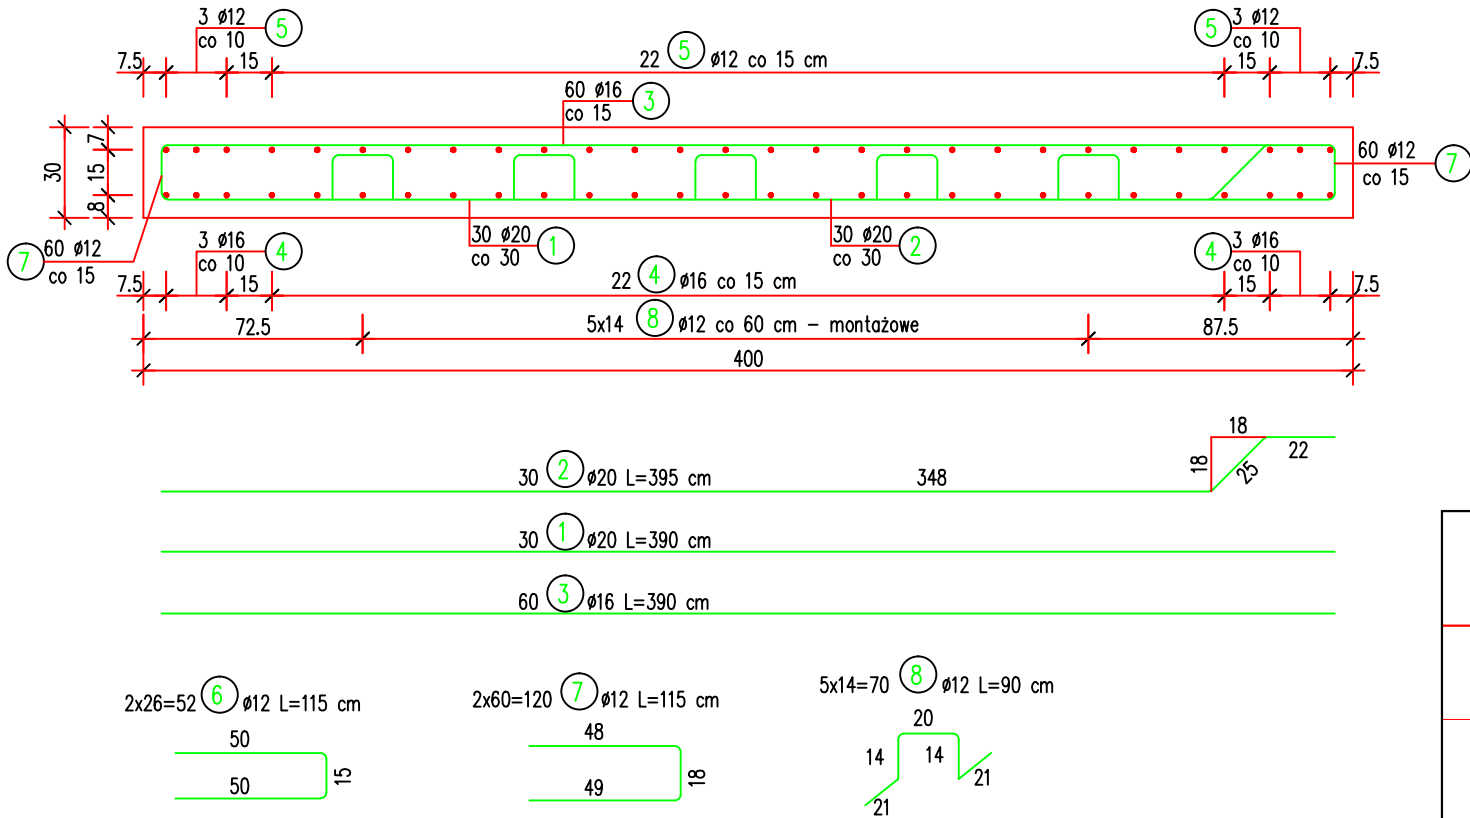 3 ø12 5
co 10
7.5 15
22 5 ø12 co 15 cm
5 3 ø12
co 10
15 7.5
60 ø16 3
co 15
30
7
15
8
60 ø12 7
co 15
7 60 ø12
co 15
30 ø20 1
co 30
30 ø20 2
co 30
3 ø16 4
co 10
7.5 15
22 4 ø16 co 15 cm
4 3 ø16
co 10
15 7.5
72.5
5x14 8 ø12 co 60 cm – montażowe
87.5
400
30 2 ø20 L=395 cm 348
18
18
25
22
30 1 ø20 L=390 cm
60 3 ø16 L=390 cm
2x26=52 6 ø12 L=115 cm
50
50
15
2x60=120 7 ø12 L=115 cm
48
49
18
5x14=70 8 ø12 L=90 cm
20
14 14
21
21